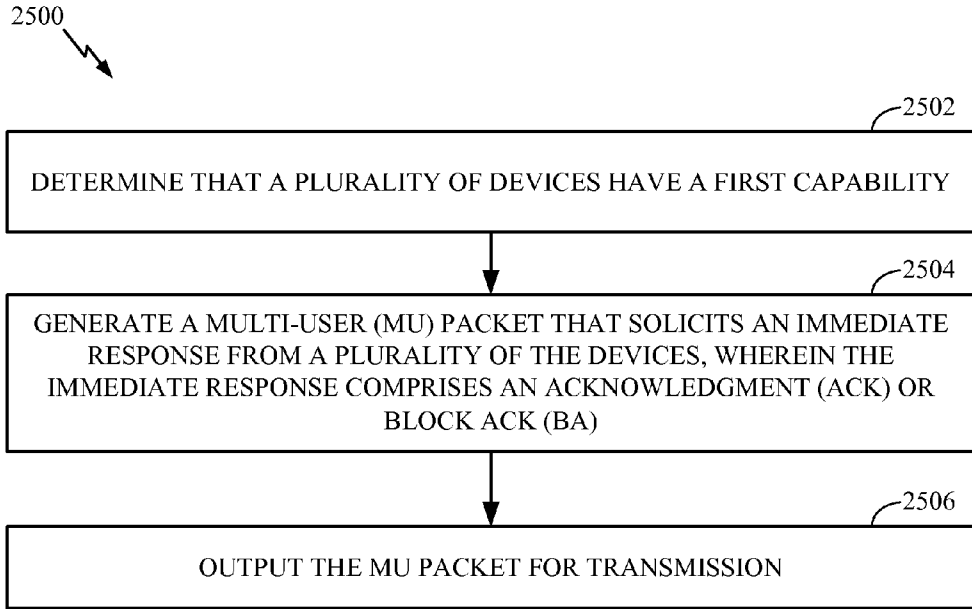 2500
2502
DETERMINE THAT A PLURALITY OF DEVICES HAVE A FIRST CAPABILITY
2504
GENERATE A MULTI-USER (MU) PACKET THAT SOLICITS AN IMMEDIATE
RESPONSE FROM A PLURALITY OF THE DEVICES, WHEREIN THE
IMMEDIATE RESPONSE COMPRISES AN ACKNOWLEDGMENT (ACK) OR
BLOCK ACK (BA)
2506
OUTPUT THE MU PACKET FOR TRANSMISSION